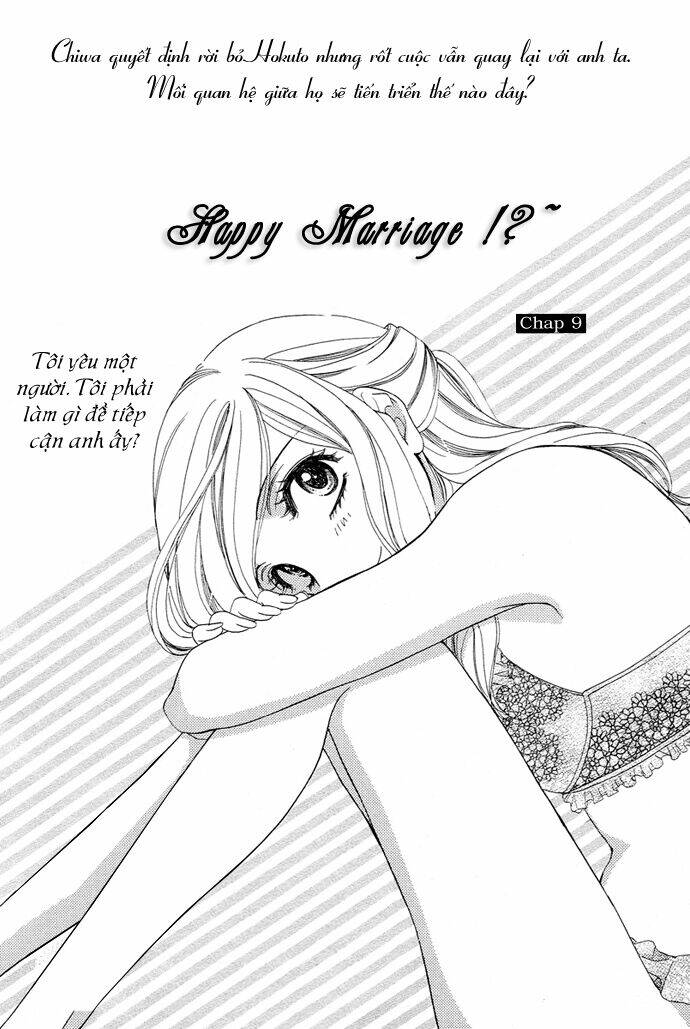 Chiwa quyết định rời bỏ Hokuto nhưng rốt cuộc vẫn quay lại với anh ta.
Mối quan hệ giữa họ sẽ tiến triển thế nào đây?
Happy Marriage !?~
Chap 9
Tôi yêu một
người. Tôi phải
làm gì để tiếp
cận anh ấy?